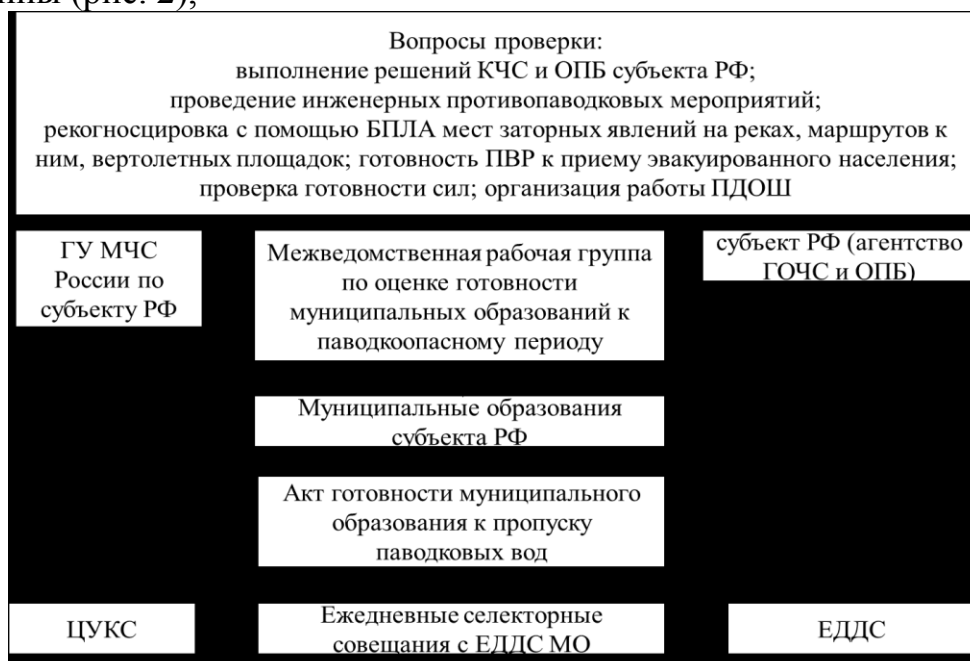 (рис. 2);
Вопросы проверки:
выполнение решений КЧС и ОПБ субъекта РФ;
проведение инженерных противопаводковых мероприятий;
рекогносцировка с помощью БПЛА мест заторных явлений на реках, маршрутов к
ним, вертолетных площадок; готовность ПВР к приему эвакуированного населения;
проверка готовности сил; организация работы ПДОШ
ГУ МЧС
России по
субъекту РФ
Межведомственная рабочая группа
по оценке готовности
муниципальных образований к
паводкоопасному периоду
субъект РФ (агентство
ГОЧС и ОПБ)
Муниципальные образования
субъекта РФ
Акт готовности муниципального
образования к пропуску
паводковых вод
ЦУКС
Ежедневные селекторные
совещания с ЕДДС МО
ЕДДС